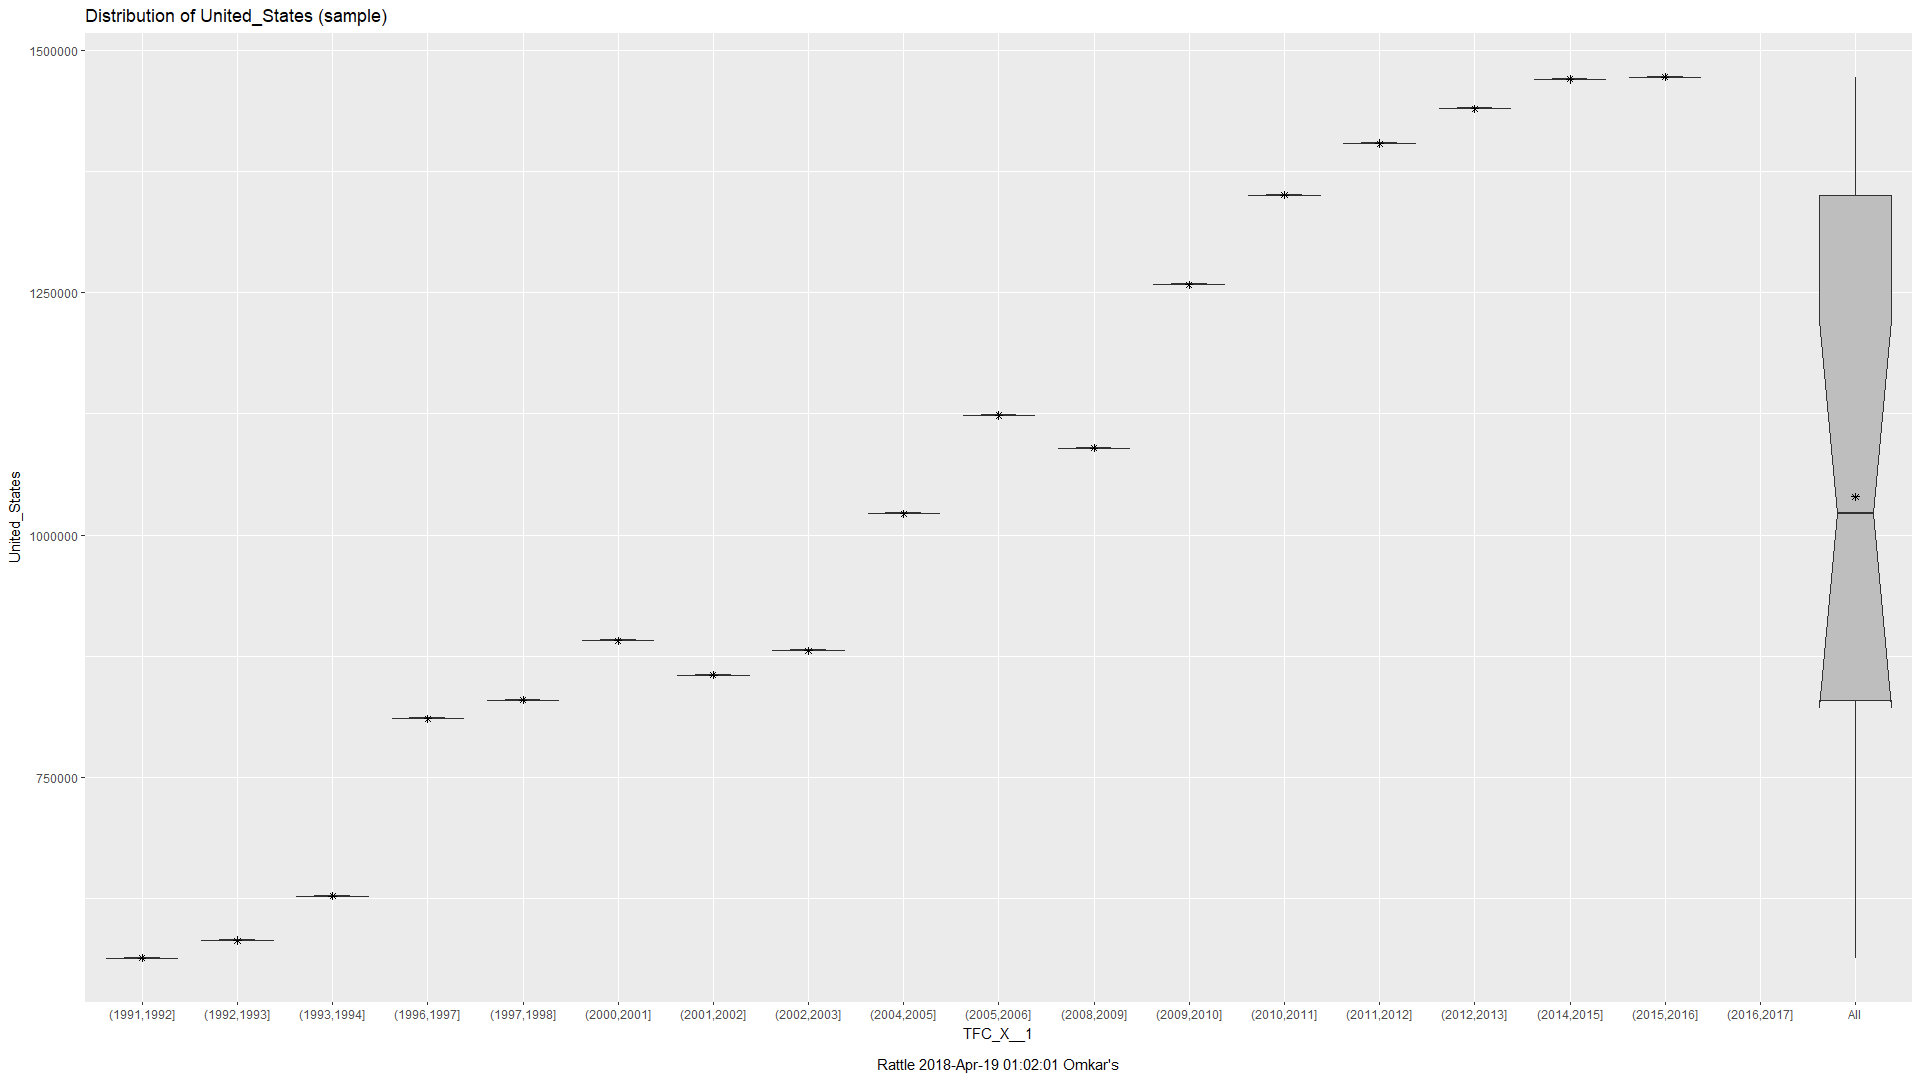 Distribution of United_States (sample)
1500000
1250000
1000000
750000
United_States
(1991,1992] (1992,1993] (1993,1994] (1996,1997] (1997,1998] (2000,2001] (2001,2002] (2002,2003] (2004,2005] (2005,2006] (2008,2009] (2009,2010] (2010,2011] (2011,2012] (2012,2013] (2014,2015] (2015,2016] (2016,2017] All
TFC_X__1
Rattle 2018-Apr-19 01:02:01 Omkar's